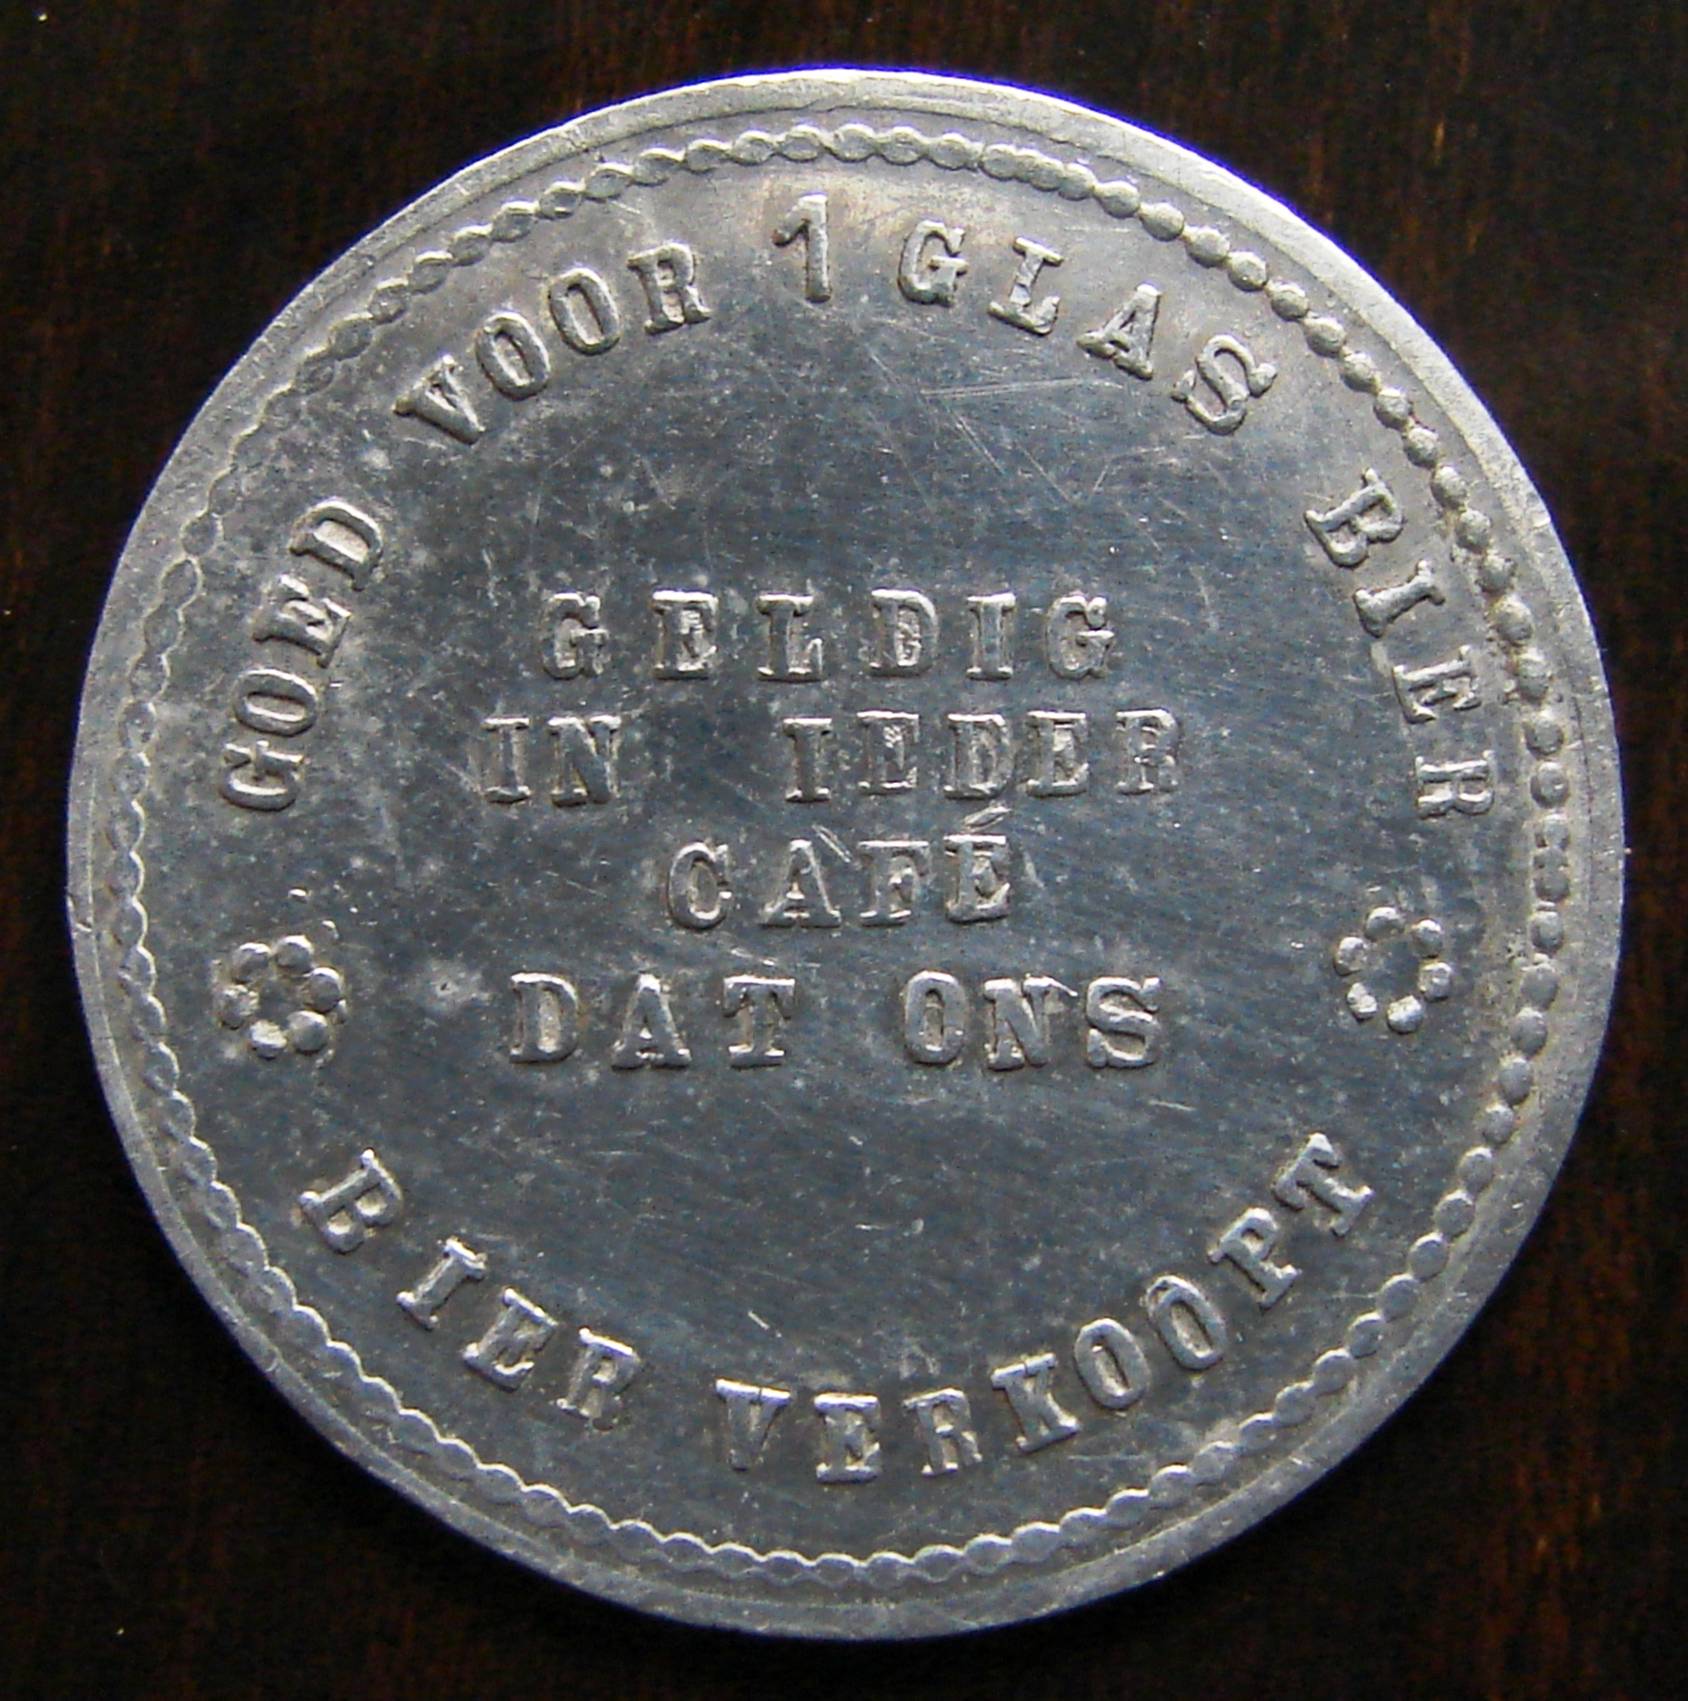 GOED VOOR 1 GLAS BIER
GELDIG
IN IEDER
CAFÉ
DAT ONS
BIER VERKOOPT